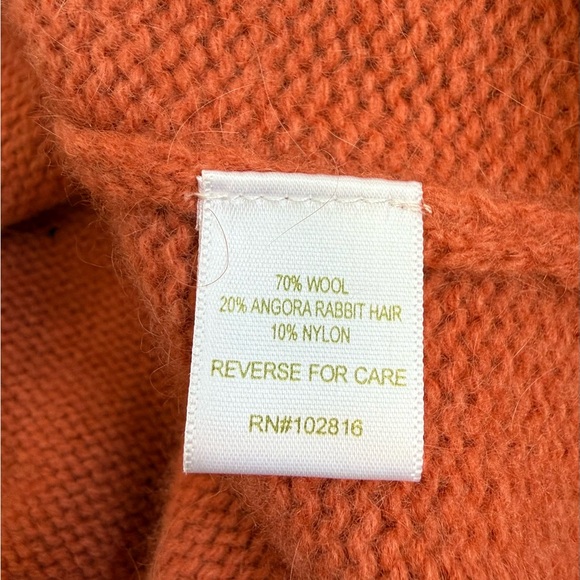 70% WOOL
20% ANGORA RABBIT HAIR
10% NYLON
REVERSE FOR CARE
RN#102816